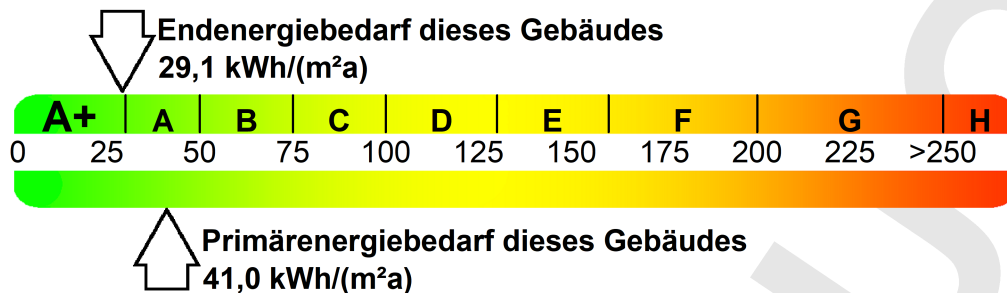 Endenergiebedarf dieses Gebäudes
29,1 kWh/(m²a)
A+ A B C D E F G H
0 25 50 75 100 125 150 175 200 225 >250
Primärenergiebedarf dieses Gebäudes
41,0 kWh/(m²a)